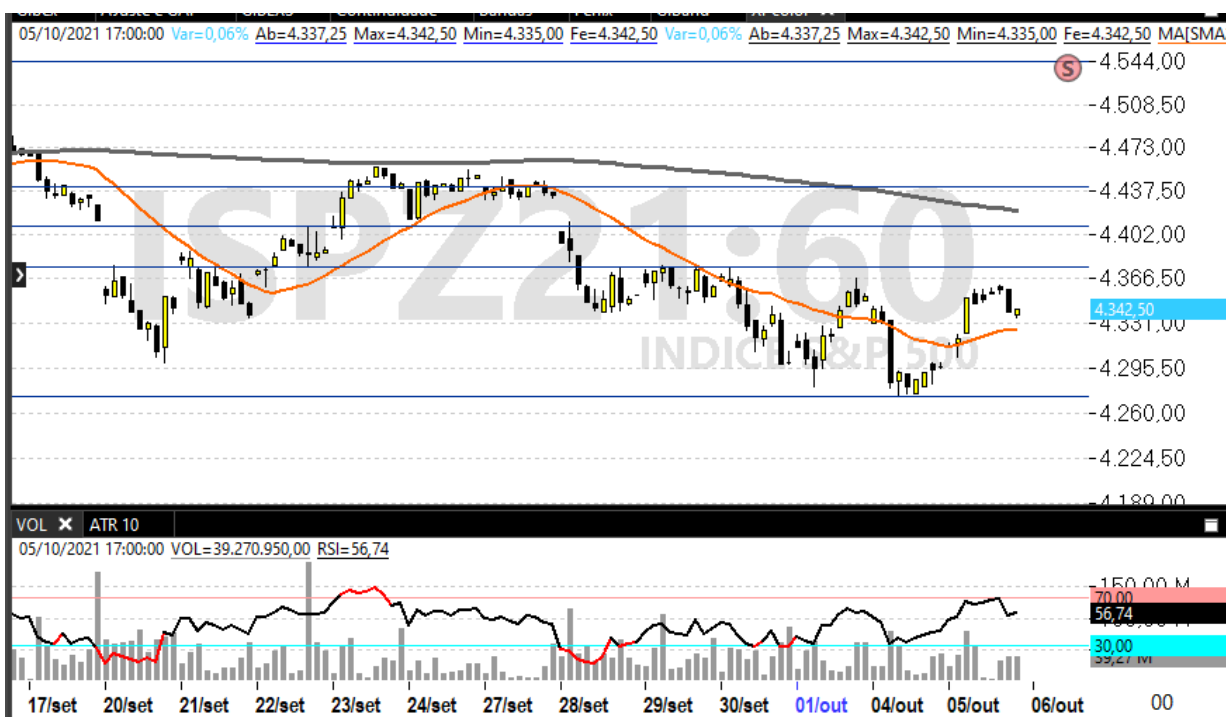 05/10/2021 17:00:00 Var=0,06% Ab=4.337,25 Max=4.342,50 Min=4.335,00 Fe=4.342,50 Var=0,06% Ab=4.337,25 Max=4.342,50 Min=4.335,00 Fe=4.342,50 MA[SMA
S
4.544,00
4.508,50
4.473,00
4.437,50
4.402,00
4.366,50
4.342,50
4.331,00
4.295,50
4.260,00
4.224,50
4.189,00
ISPZ21:60
INDICE S&P 500
VOL ATR 10
05/10/2021 17:00:00 VOL=39.270.950,00 RSI=56,74
150,00 M
70,00
56,74
30,00
39,27 M
17/set 20/set 21/set 22/set 23/set 24/set 27/set 28/set 29/set 30/set 01/out 04/out 05/out 06/out 00